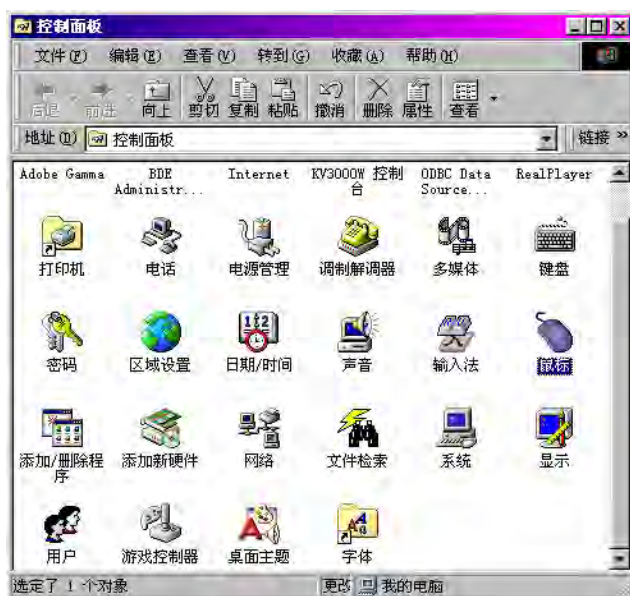 控制面板
文件(F) 编辑(E) 查看(V) 转到(G) 收藏(A) 帮助(H)
后退 前进 向上 剪切 复制 粘贴 撤消 删除 属性 查看
地址(D) 控制面板 链接 »
Adobe Gamma BDE Internet KV3000W 控制 ODBC Data RealPlayer
Administr... 台 Source...
打印机 电话 电源管理 调制解调器 多媒体 键盘
密码 区域设置 日期/时间 声音 输入法 鼠标
添加/删除程 添加新硬件 网络 文件检索 系统 显示
序
用户 游戏控制器 桌面主题 字体
选定了 1 个对象 更改 我的电脑